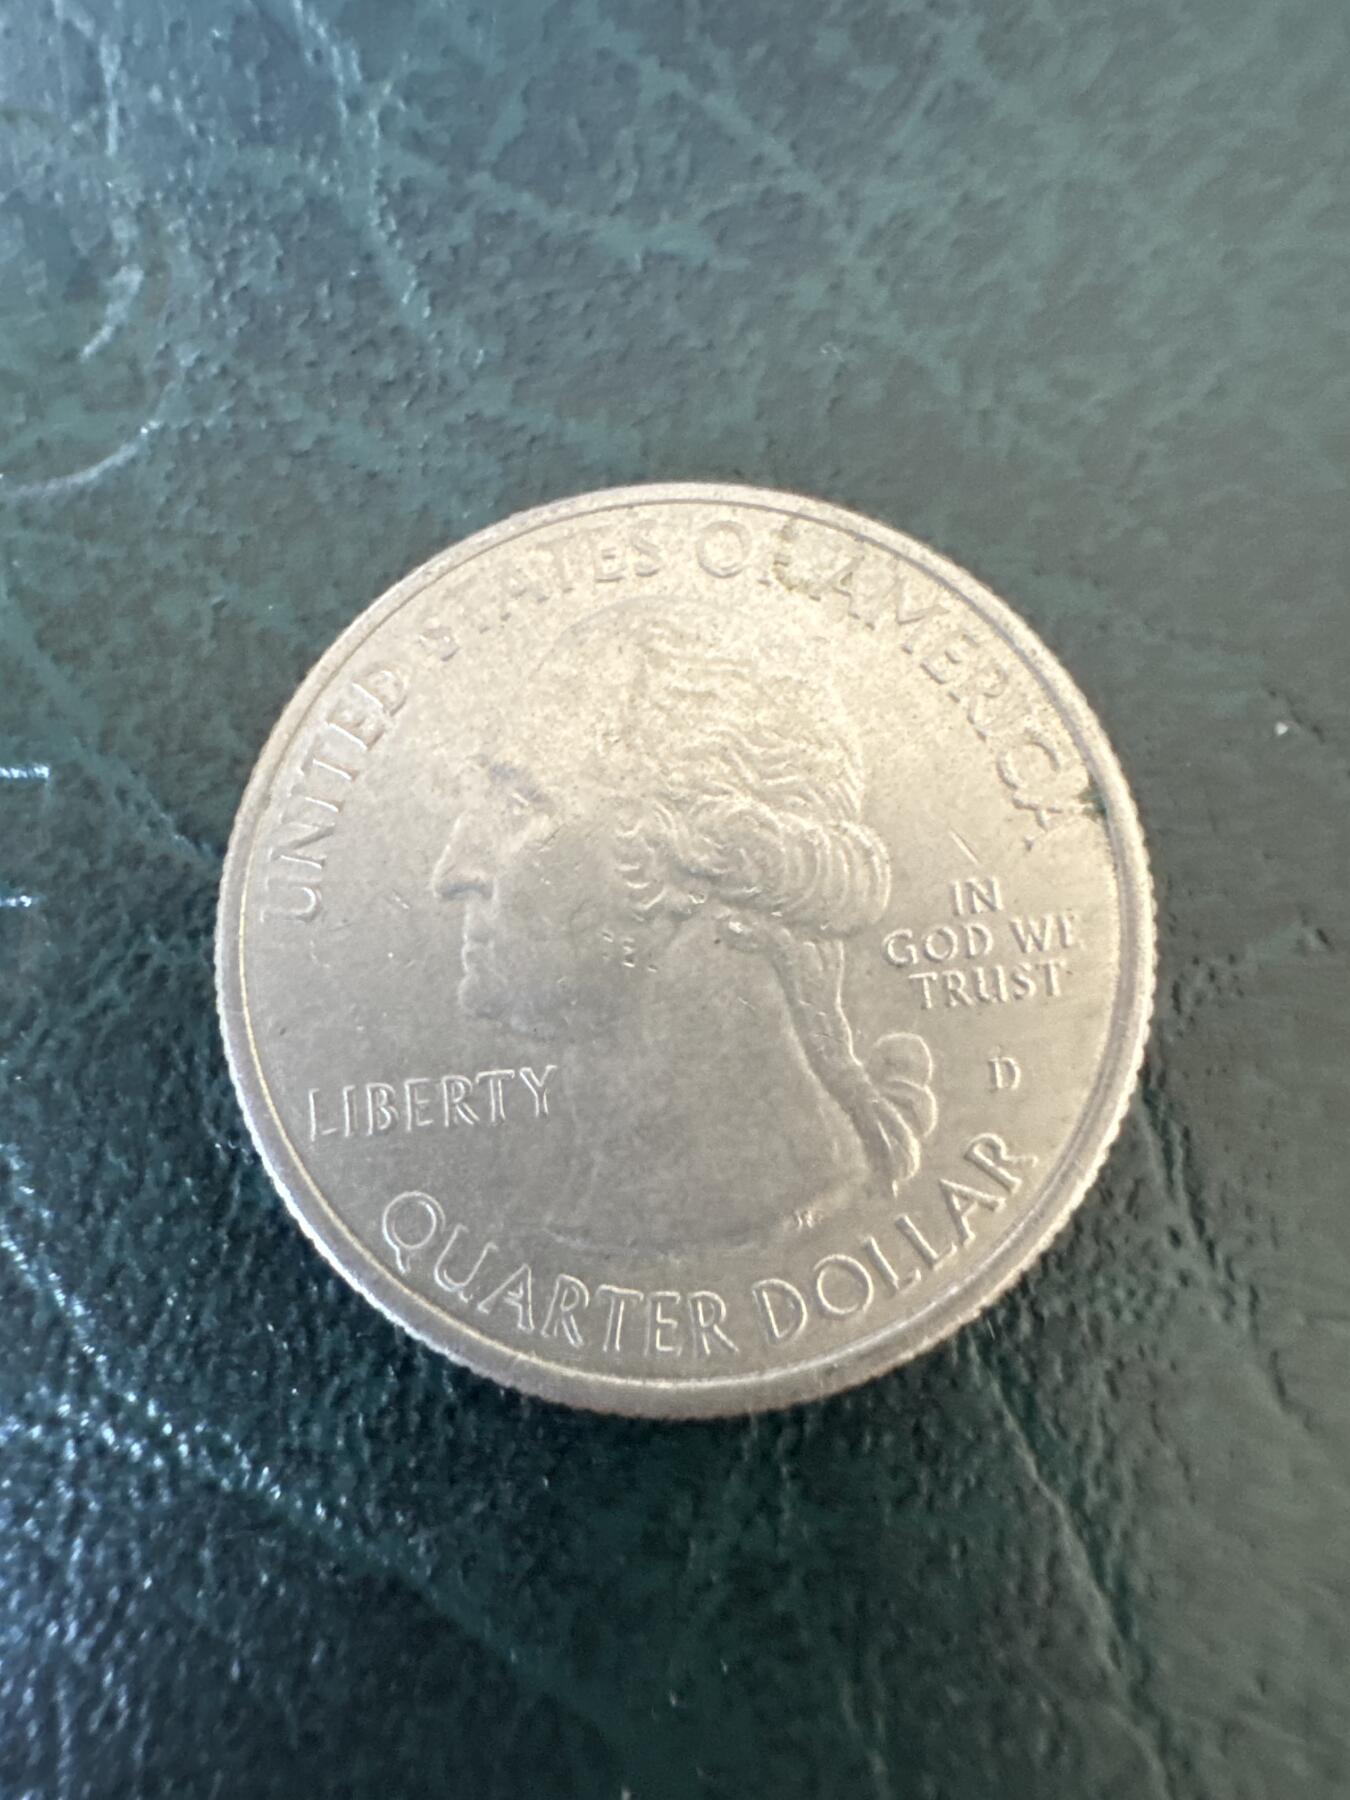 UNITED STATES OF AMERICA
IN
GOD WE
TRUST
LIBERTY
D
QUARTER DOLLAR